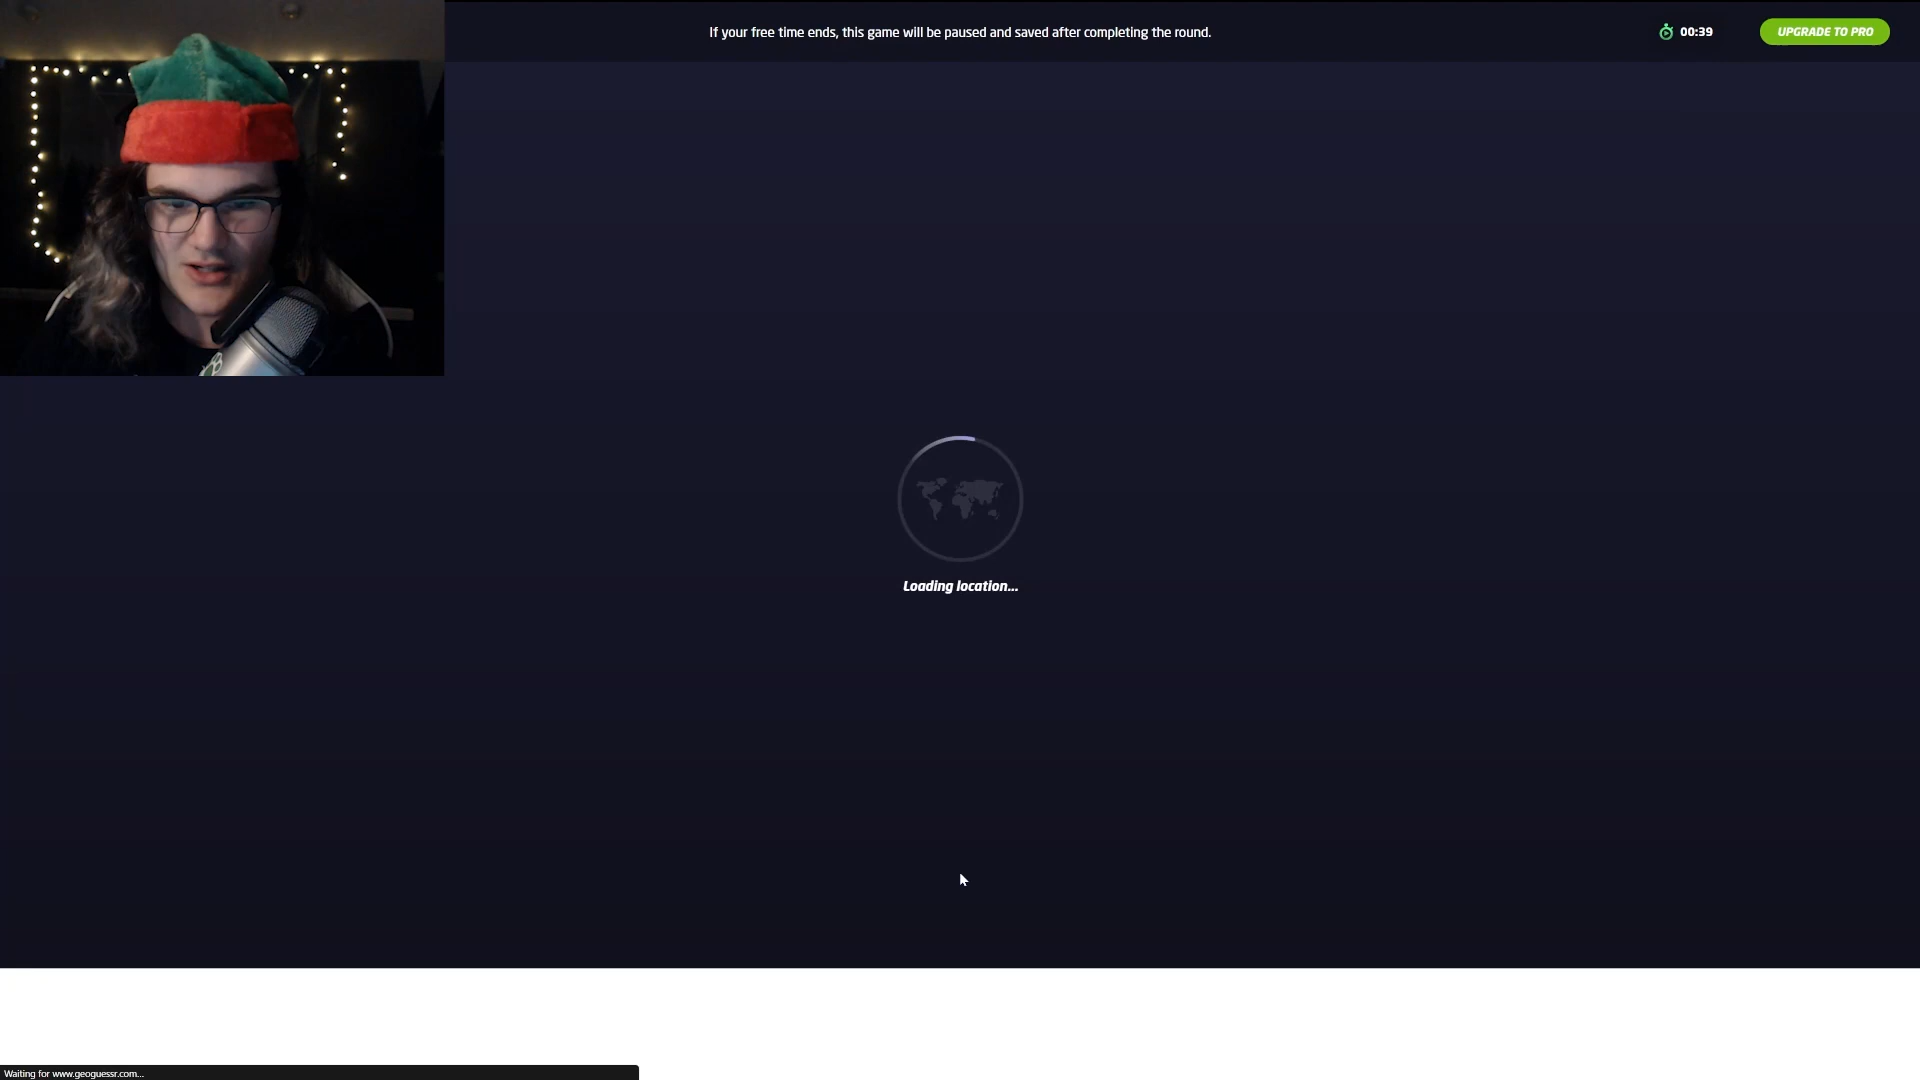 If your free time ends, this game will be paused and saved after completing the round.
00:39
UPGRADE TO PRO
Loading location...
Waiting for www.geoguessr.com...